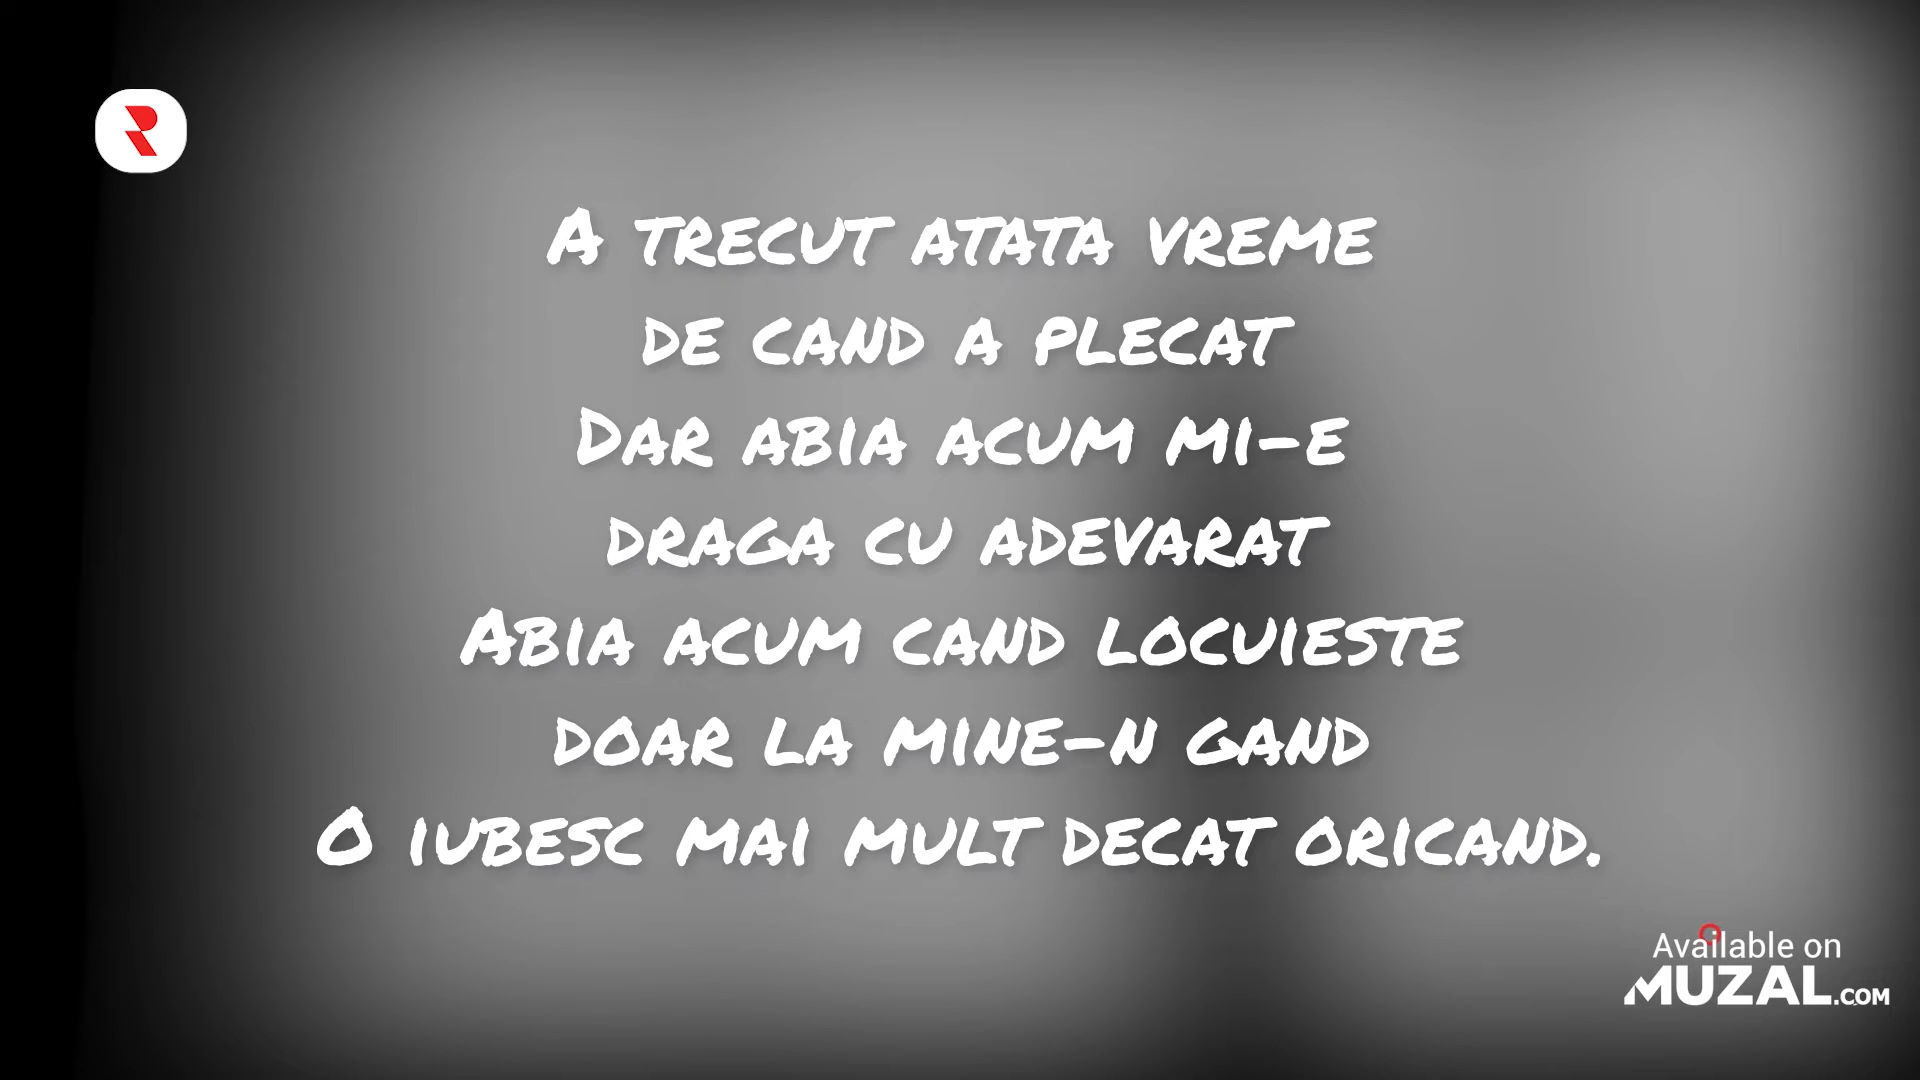 A trecut atata vreme
de cand a plecat
Dar abia acum mi-e
draga cu adevarat
Abia acum cand locuieste
doar la mine-n gand
O iubesc mai mult decat oricand.
Available on
MUZAL.COM